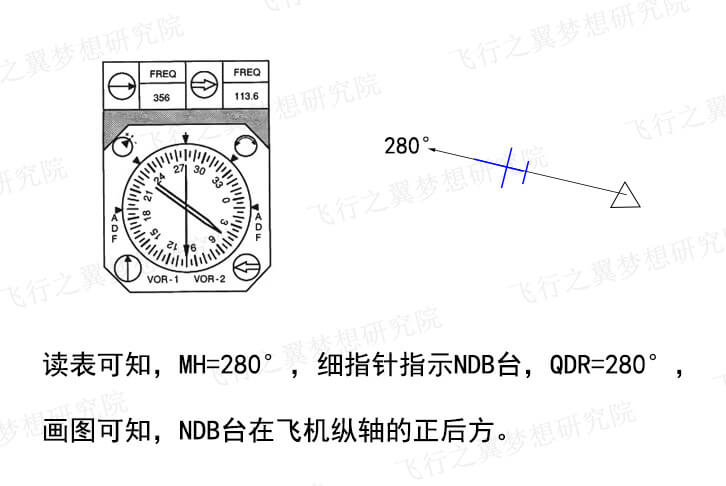 飞行之翼梦想研究院
FREQ
356
FREQ
113.6
27
30
33
0
3
6
9
12
15
18
21
24
ADF
ADF
VOR-1
VOR-2
280°
读表可知，MH=280°，细指针指示NDB台，QDR=280°，
画图可知，NDB台在飞机纵轴的正后方。